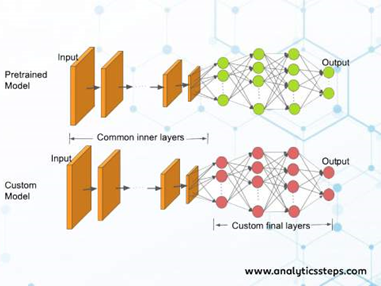 Input
Output
Pretrained
Model
Common inner layers
Input
Output
Custom
Model
Custom final layers
www.analyticssteps.com